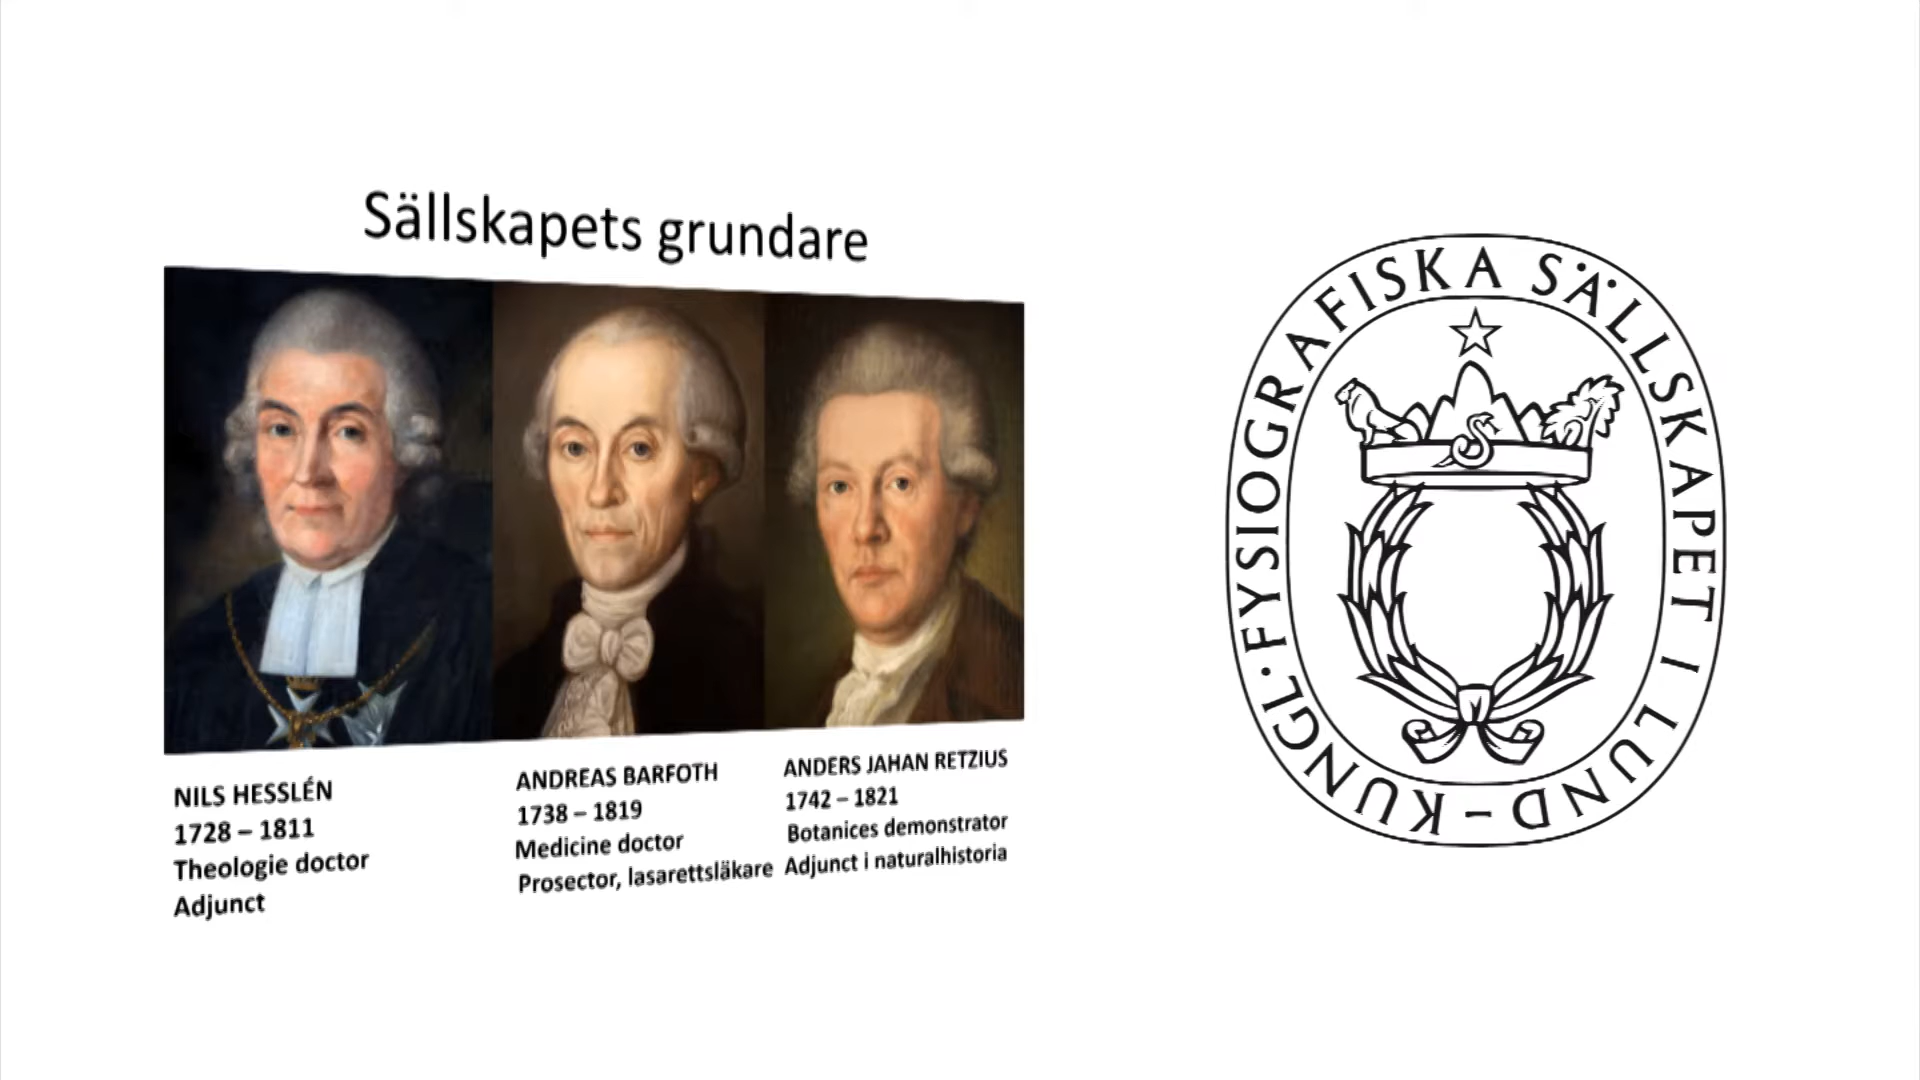 Sällskapets grundare
NILS HESSLÉN
1728 – 1811
Theologie doctor
Adjunct
ANDREAS BARFOTH
1738 – 1819
Medicine doctor
Prosector, lasarettsläkare
ANDERS JAHAN RETZIUS
1742 – 1821
Botanices demonstrator
Adjunct i naturalhistoria
KUNGL·FYSIOGRAFISKA SÄLLSKAPET I LUND –